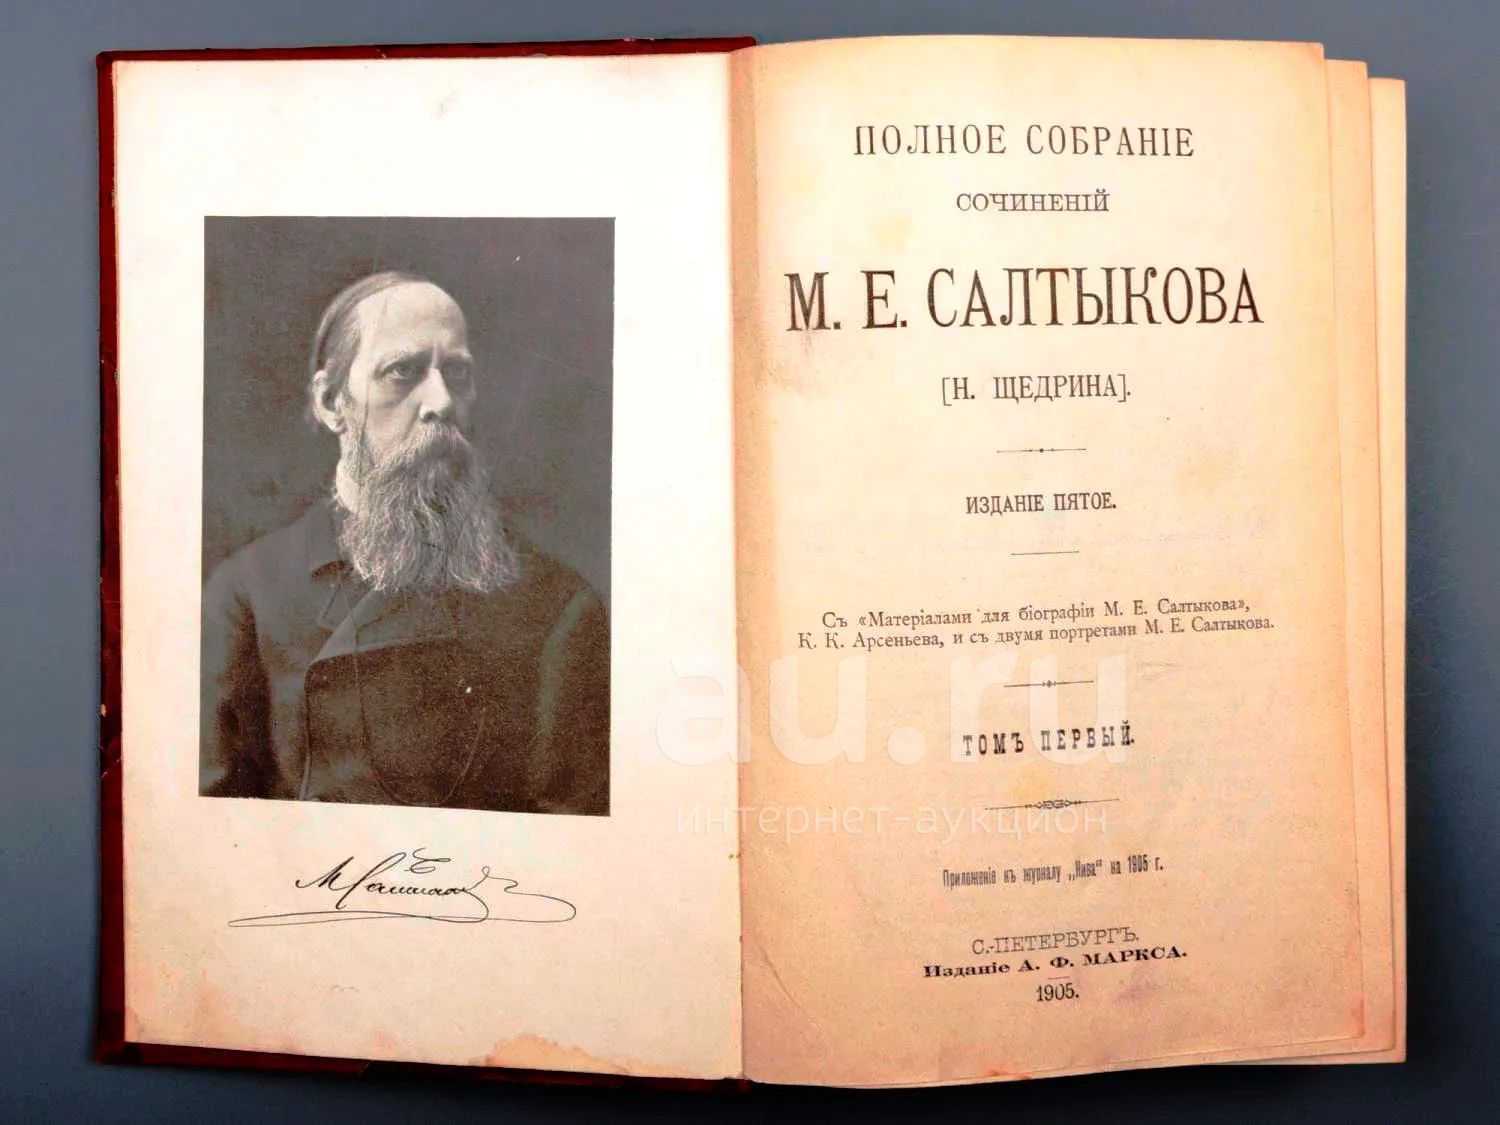 ПОЛНОЕ СОБРАНІЕ
СОЧИНЕНІЙ
М. Е. САЛТЫКОВА
[Н. ЩЕДРИНА].
ИЗДАНІЕ ПЯТОЕ.
Съ «Матеріалами для біографіи М. Е. Салтыкова»,
К. К. Арсеньева, и съ двумя портретами М. Е. Салтыкова.
ТОМЪ ПЕРВЫЙ.
Приложеніе къ журналу „Нива“ на 1905 г.
С.-ПЕТЕРБУРГЪ.
Изданіе А. Ф. МАРКСА.
1905.
au.ru
интернет-аукцион